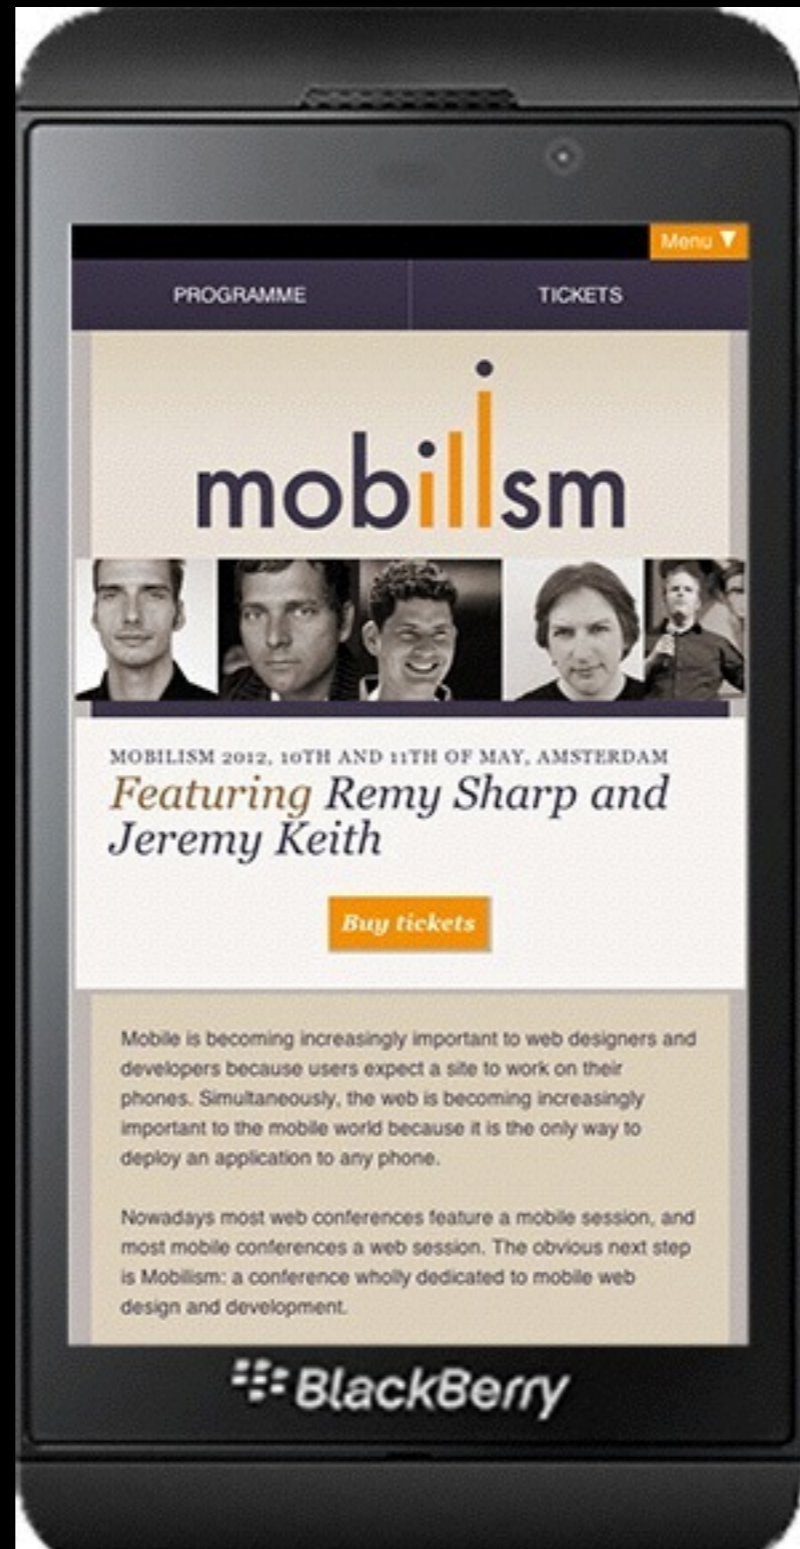 Menu ▼
PROGRAMME TICKETS
mobilism
MOBILISM 2012, 10TH AND 11TH OF MAY, AMSTERDAM
Featuring Remy Sharp and
Jeremy Keith
Buy tickets
Mobile is becoming increasingly important to web designers and
developers because users expect a site to work on their
phones. Simultaneously, the web is becoming increasingly
important to the mobile world because it is the only way to
deploy an application to any phone.
Nowadays most web conferences feature a mobile session, and
most mobile conferences a web session. The obvious next step
is Mobilism: a conference wholly dedicated to mobile web
design and development.
BlackBerry